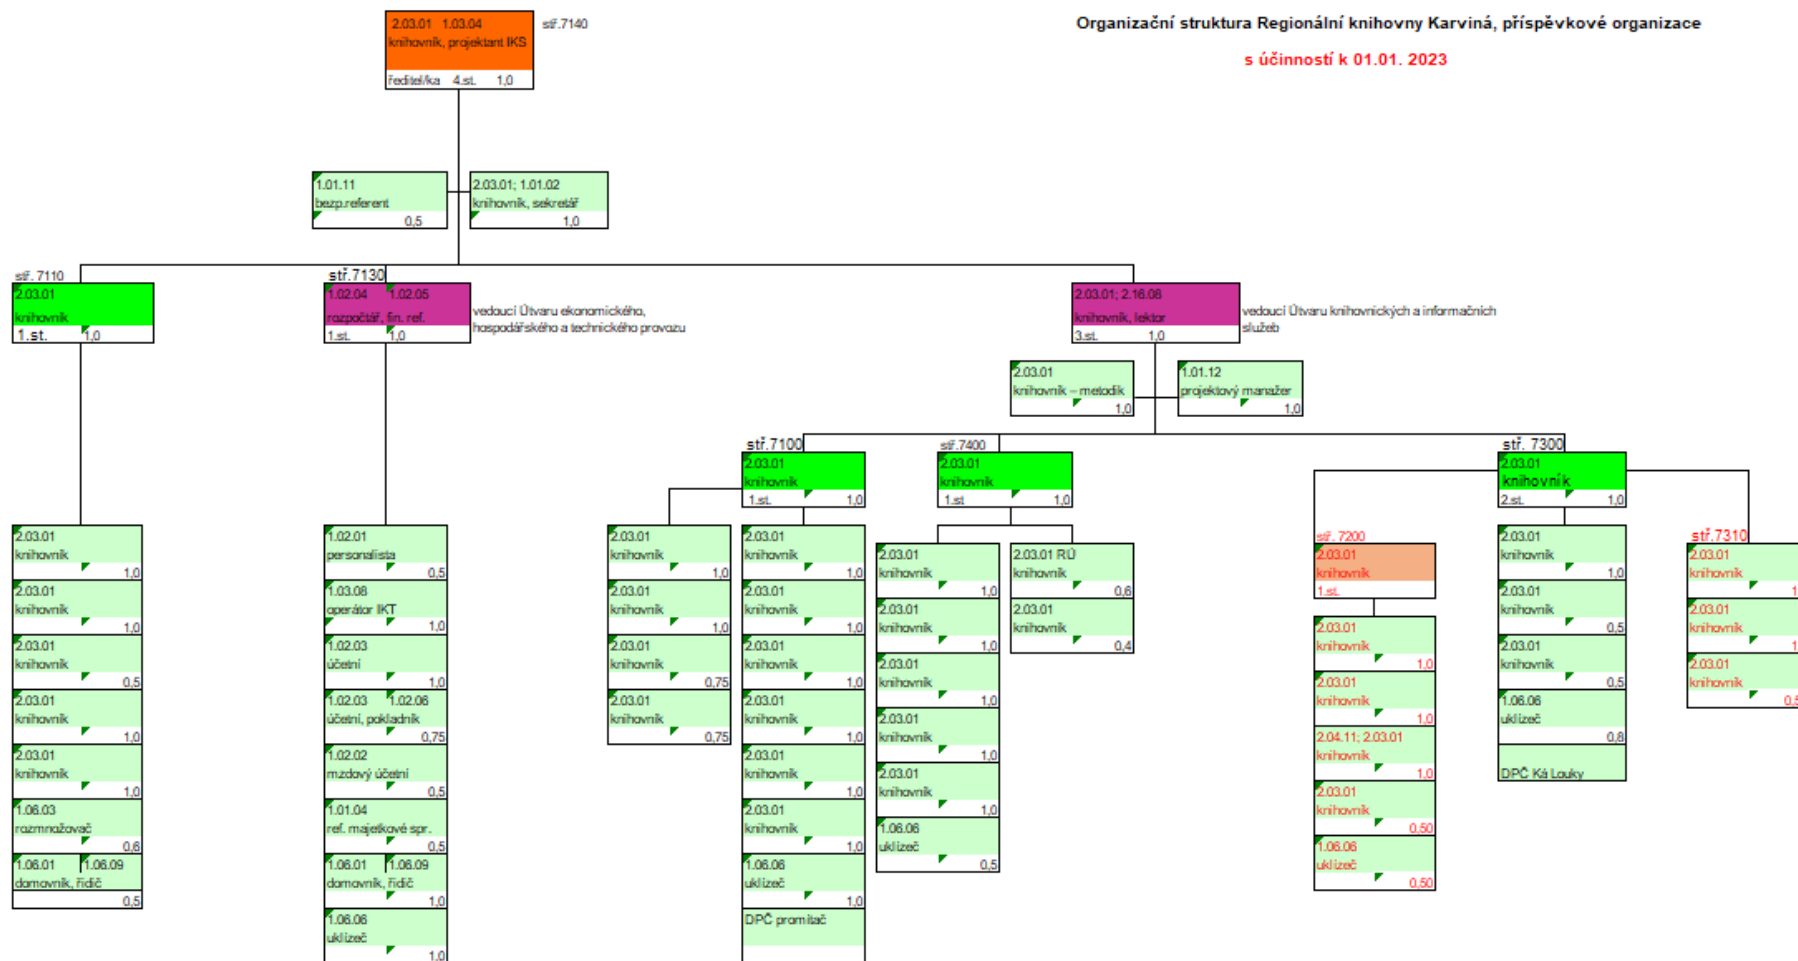 Organizační struktura Regionální knihovny Karviná, příspěvkové organizace
s účinností k 01.01. 2023
2.03.01 1.03.04
stř.7140
knihovník, projektant IKS
ředitel/ka 4.st. 1,0
1.01.11
bezp.referent
0,5
2.03.01; 1.01.02
knihovník, sekretář
1,0
stř. 7110
2.03.01
knihovník
1.st. 1,0
stř.7130
1.02.04 1.02.05
rozpočtář, fin. ref.
1.st. 1,0
vedoucí Útvaru ekonomického,
hospodářského a technického provozu
2.03.01; 2.16.08
knihovník, lektor
3.st. 1,0
vedoucí Útvaru knihovnických a informačních
služeb
2.03.01
knihovník – metodik
1,0
1.01.12
projektový manažer
1,0
stř.7100
2.03.01
knihovník
1.st. 1,0
stř.7400
2.03.01
knihovník
1.st 1,0
stř. 7300
2.03.01
knihovník
2.st. 1,0
2.03.01
knihovník
1,0
2.03.01
knihovník
1,0
2.03.01
knihovník
0,5
2.03.01
knihovník
1,0
2.03.01
knihovník
1,0
1.06.03
rozmnožovač
0,6
1.06.01 1.06.09
domovník, řidič
0,5
1.02.01
personalista
0,5
1.03.08
operátor IKT
1,0
1.02.03
účetní
1,0
1.02.03 1.02.06
účetní, pokladník
0,75
1.02.02
mzdový účetní
0,5
1.01.04
ref. majetkové spr.
0,5
1.06.01 1.06.09
domovník, řidič
1,0
1.06.06
uklízeč
1,0
2.03.01
knihovník
1,0
2.03.01
knihovník
1,0
2.03.01
knihovník
0,75
2.03.01
knihovník
0,75
2.03.01
knihovník
1,0
2.03.01
knihovník
1,0
2.03.01
knihovník
1,0
2.03.01
knihovník
1,0
2.03.01
knihovník
1,0
2.03.01
knihovník
1,0
1.06.06
uklízeč
1,0
DPČ promítač
2.03.01
knihovník
1,0
2.03.01
knihovník
1,0
2.03.01
knihovník
1,0
2.03.01
knihovník
1,0
2.03.01
knihovník
1,0
1.06.06
uklízeč
0,5
2.03.01 RÚ
knihovník
0,6
2.03.01
knihovník
0,4
stř. 7200
2.03.01
knihovník
1.st.
2.03.01
knihovník
1,0
2.03.01
knihovník
1,0
2.04.11; 2.03.01
knihovník
1,0
2.03.01
knihovník
0,50
1.06.06
uklízeč
0,50
2.03.01
knihovník
1,0
2.03.01
knihovník
0,5
2.03.01
knihovník
0,5
1.06.06
uklízeč
0,8
DPČ Ká Louky
stř.7310
2.03.01
knihovník
2.03.01
knihovník
2.03.01
knihovník